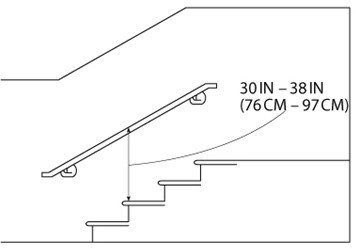 30 IN – 38 IN
(76 CM – 97 CM)